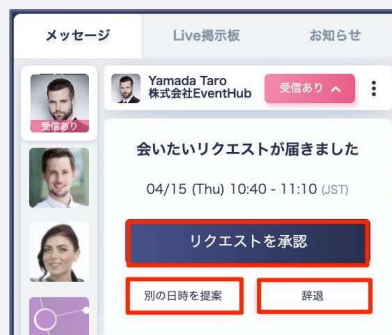 メッセージ
Live掲示板
お知らせ
受信あり
Yamada Taro
株式会社EventHub
受信あり
会いたいリクエストが届きました
04/15 (Thu) 10:40 - 11:10 (JST)
リクエストを承認
別の日時を提案
辞退